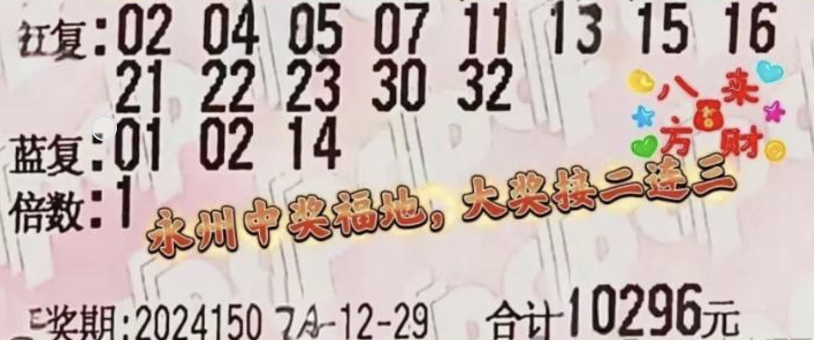 红复:02 04 05 07 11 13 15 16
21 22 23 30 32
蓝复:01 02 14
倍数:1
八方来财
永州中奖福地，大奖接二连三
奖期:2024150 -12-29 合计10296元